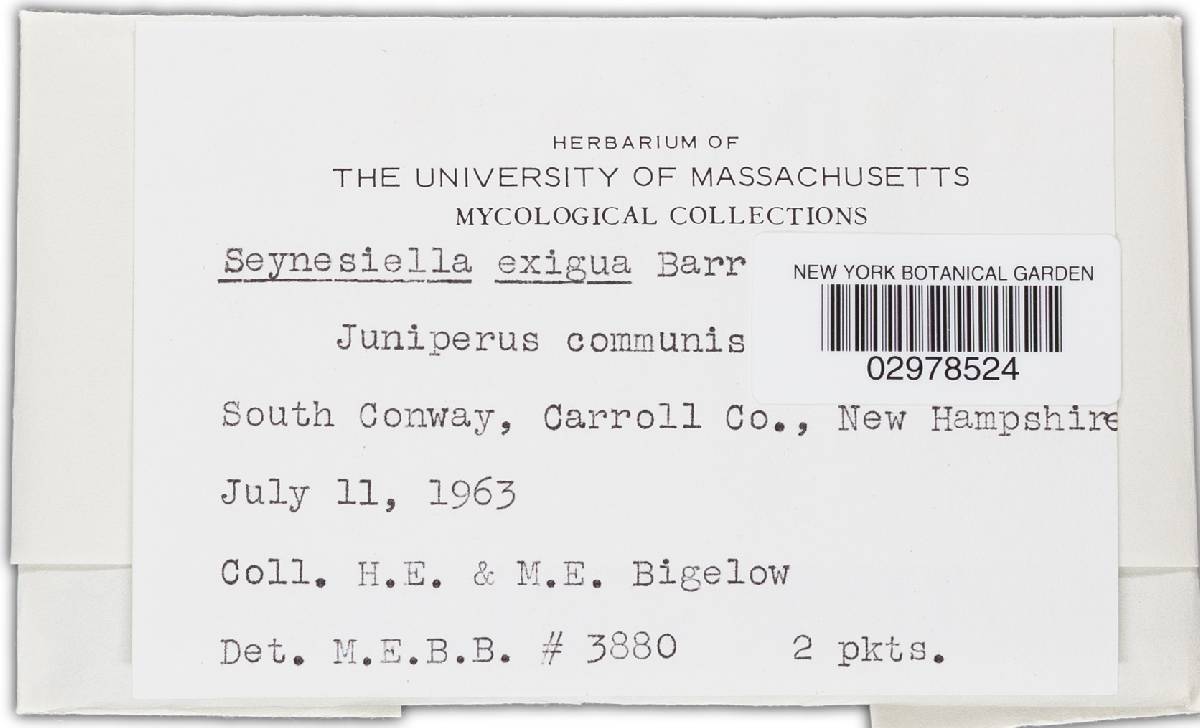 HERBARIUM OF
THE UNIVERSITY OF MASSACHUSETTS
MYCOLOGICAL COLLECTIONS
Seynesiella exigua Barr
NEW YORK BOTANICAL GARDEN
02978524
Juniperus communis
South Conway, Carroll Co., New Hampshire
July 11, 1963
Coll. H.E. & M.E. Bigelow
Det. M.E.B.B. # 3880 2 pkts.